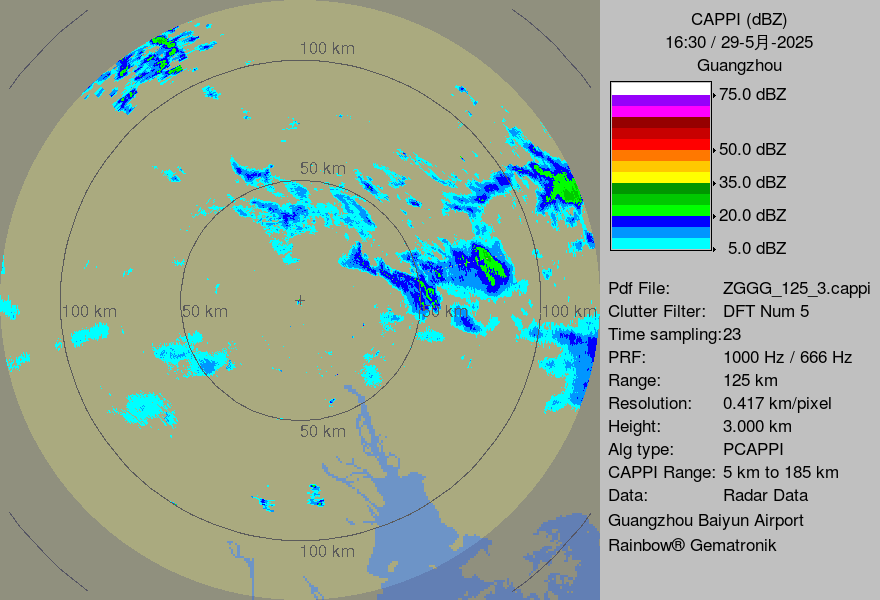 CAPPI (dBZ)
16:30 / 29-5月-2025
Guangzhou
75.0 dBZ
50.0 dBZ
35.0 dBZ
20.0 dBZ
5.0 dBZ
Pdf File: ZGGG_125_3.cappi
Clutter Filter: DFT Num 5
Time sampling:23
PRF: 1000 Hz / 666 Hz
Range: 125 km
Resolution: 0.417 km/pixel
Height: 3.000 km
Alg type: PCAPPI
CAPPI Range: 5 km to 185 km
Data: Radar Data
Guangzhou Baiyun Airport
Rainbow® Gematronik
100 km
50 km
100 km 50 km 50 km 100 km
50 km
100 km